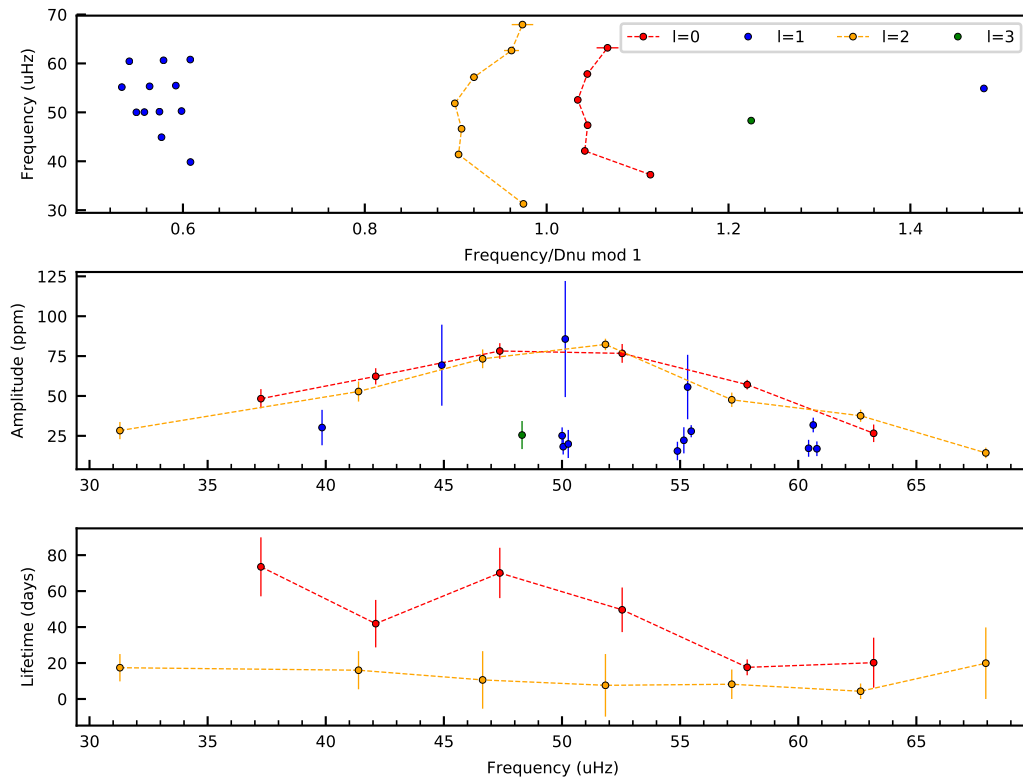 70
60
50
40
30
Frequency (uHz)
l=0 l=1 l=2 l=3
0.6 0.8 1.0 1.2 1.4
Frequency/Dnu mod 1
125
100
75
50
25
Amplitude (ppm)
30 35 40 45 50 55 60 65
80
60
40
20
0
Lifetime (days)
30 35 40 45 50 55 60 65
Frequency (uHz)